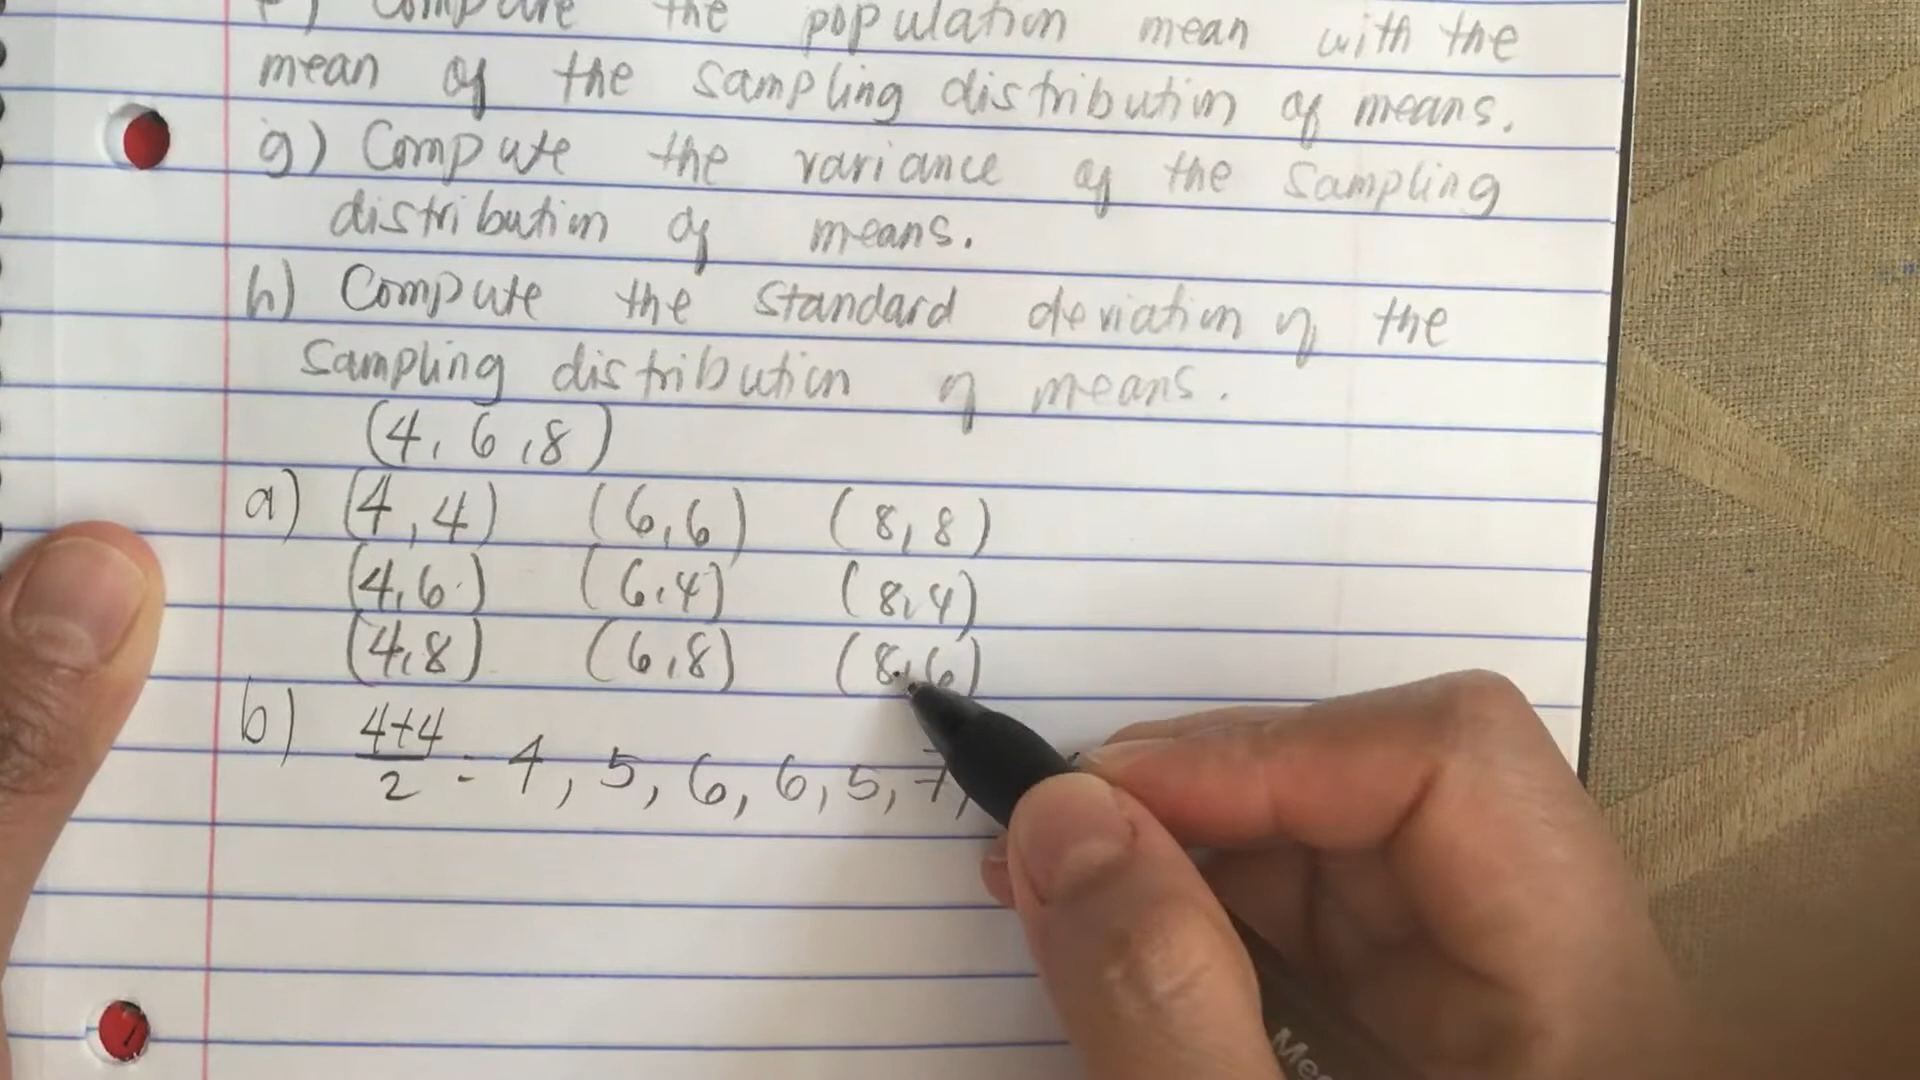 f) Compare the population mean with the
mean of the sampling distribution of means.
g) Compute the variance of the sampling
distribution of means.
h) Compute the standard deviation of the
sampling distribution of means.
(4, 6, 8)
a) (4, 4) (6, 6) (8, 8)
(4, 6) (6, 4) (8, 4)
(4, 8) (6, 8) (8, 6)
b) 4+4/2 = 4, 5, 6, 6, 5, 7,